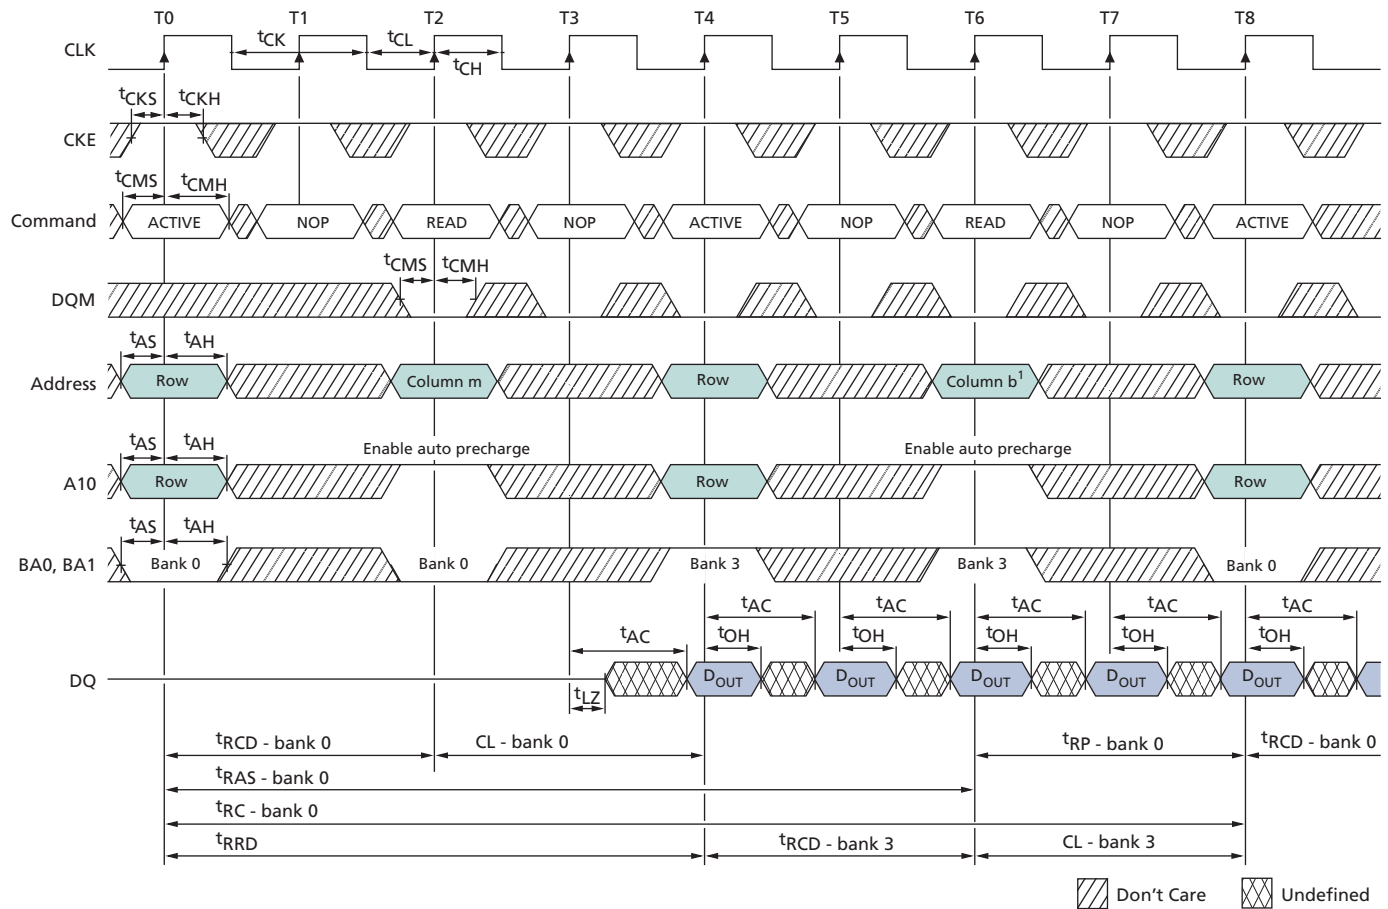 T0 T1 T2 T3 T4 T5 T6 T7 T8
CLK
tCK tCL
tCH
tCKS tCKH
CKE
tCMS tCMH
Command ACTIVE NOP READ NOP ACTIVE NOP READ NOP ACTIVE
tCMS tCMH
DQM
tAS tAH
Address Row Column m Row Column b1 Row
tAS tAH Enable auto precharge Enable auto precharge
A10 Row Row Row
tAS tAH
BA0, BA1 Bank 0 Bank 0 Bank 3 Bank 3 Bank 0
tAC tAC tAC tAC tAC
tAC tOH tOH tOH tOH tOH
DQ DOUT DOUT DOUT DOUT DOUT
tLZ
tRCD - bank 0 CL - bank 0 tRP - bank 0 tRCD - bank 0
tRAS - bank 0
tRC - bank 0
tRRD tRCD - bank 3 CL - bank 3
Don't Care Undefined